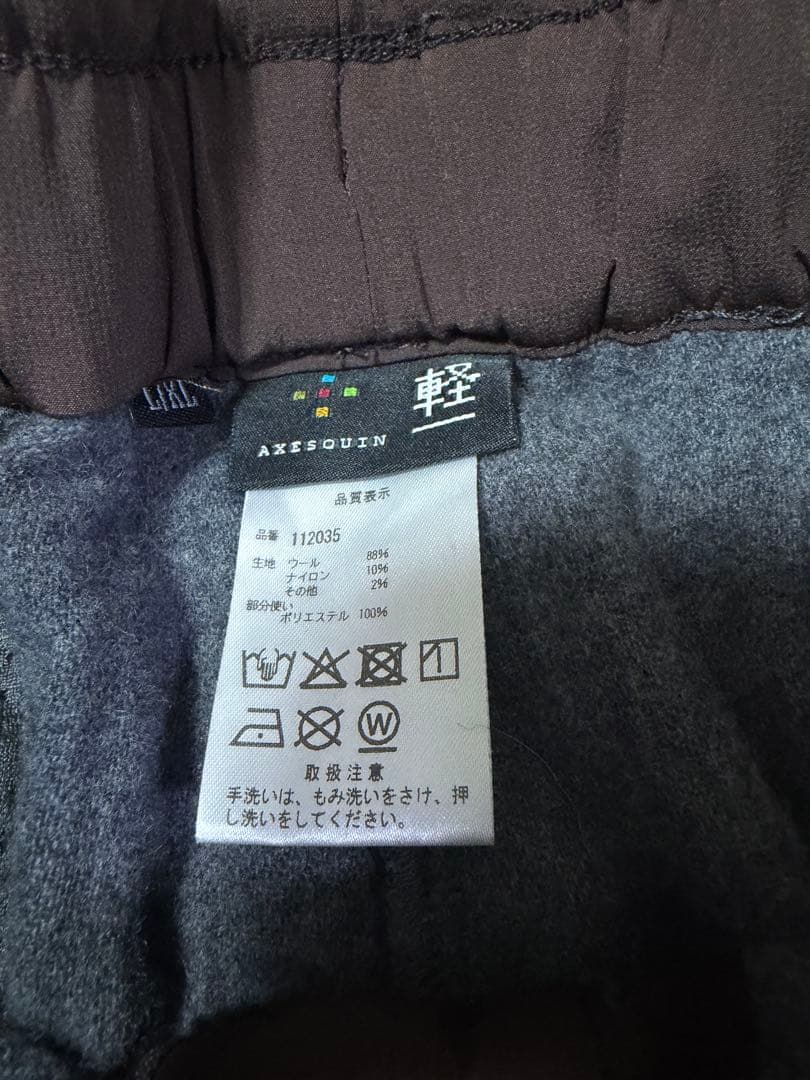 L/XL
軽
AXESQUIN
品質表示
品番 112035
生地 ウール 88%
ナイロン 10%
その他 2%
部分使い
ポリエステル 100%
W
取扱注意
手洗いは、もみ洗いをさけ、押
し洗いをしてください。